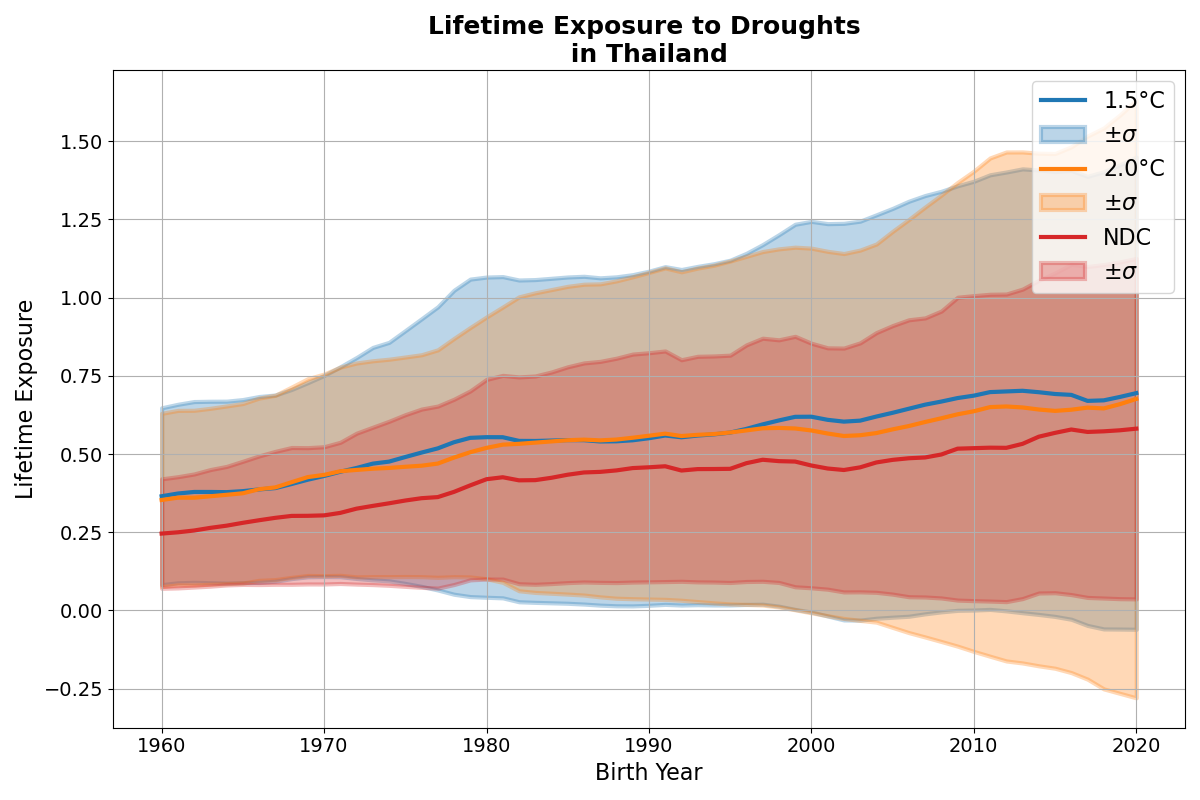 Lifetime Exposure to Droughts
in Thailand
Lifetime Exposure
1.50
1.25
1.00
0.75
0.50
0.25
0.00
−0.25
1960
1970
1980
1990
2000
2010
2020
Birth Year
1.5°C
±σ
2.0°C
±σ
NDC
±σ